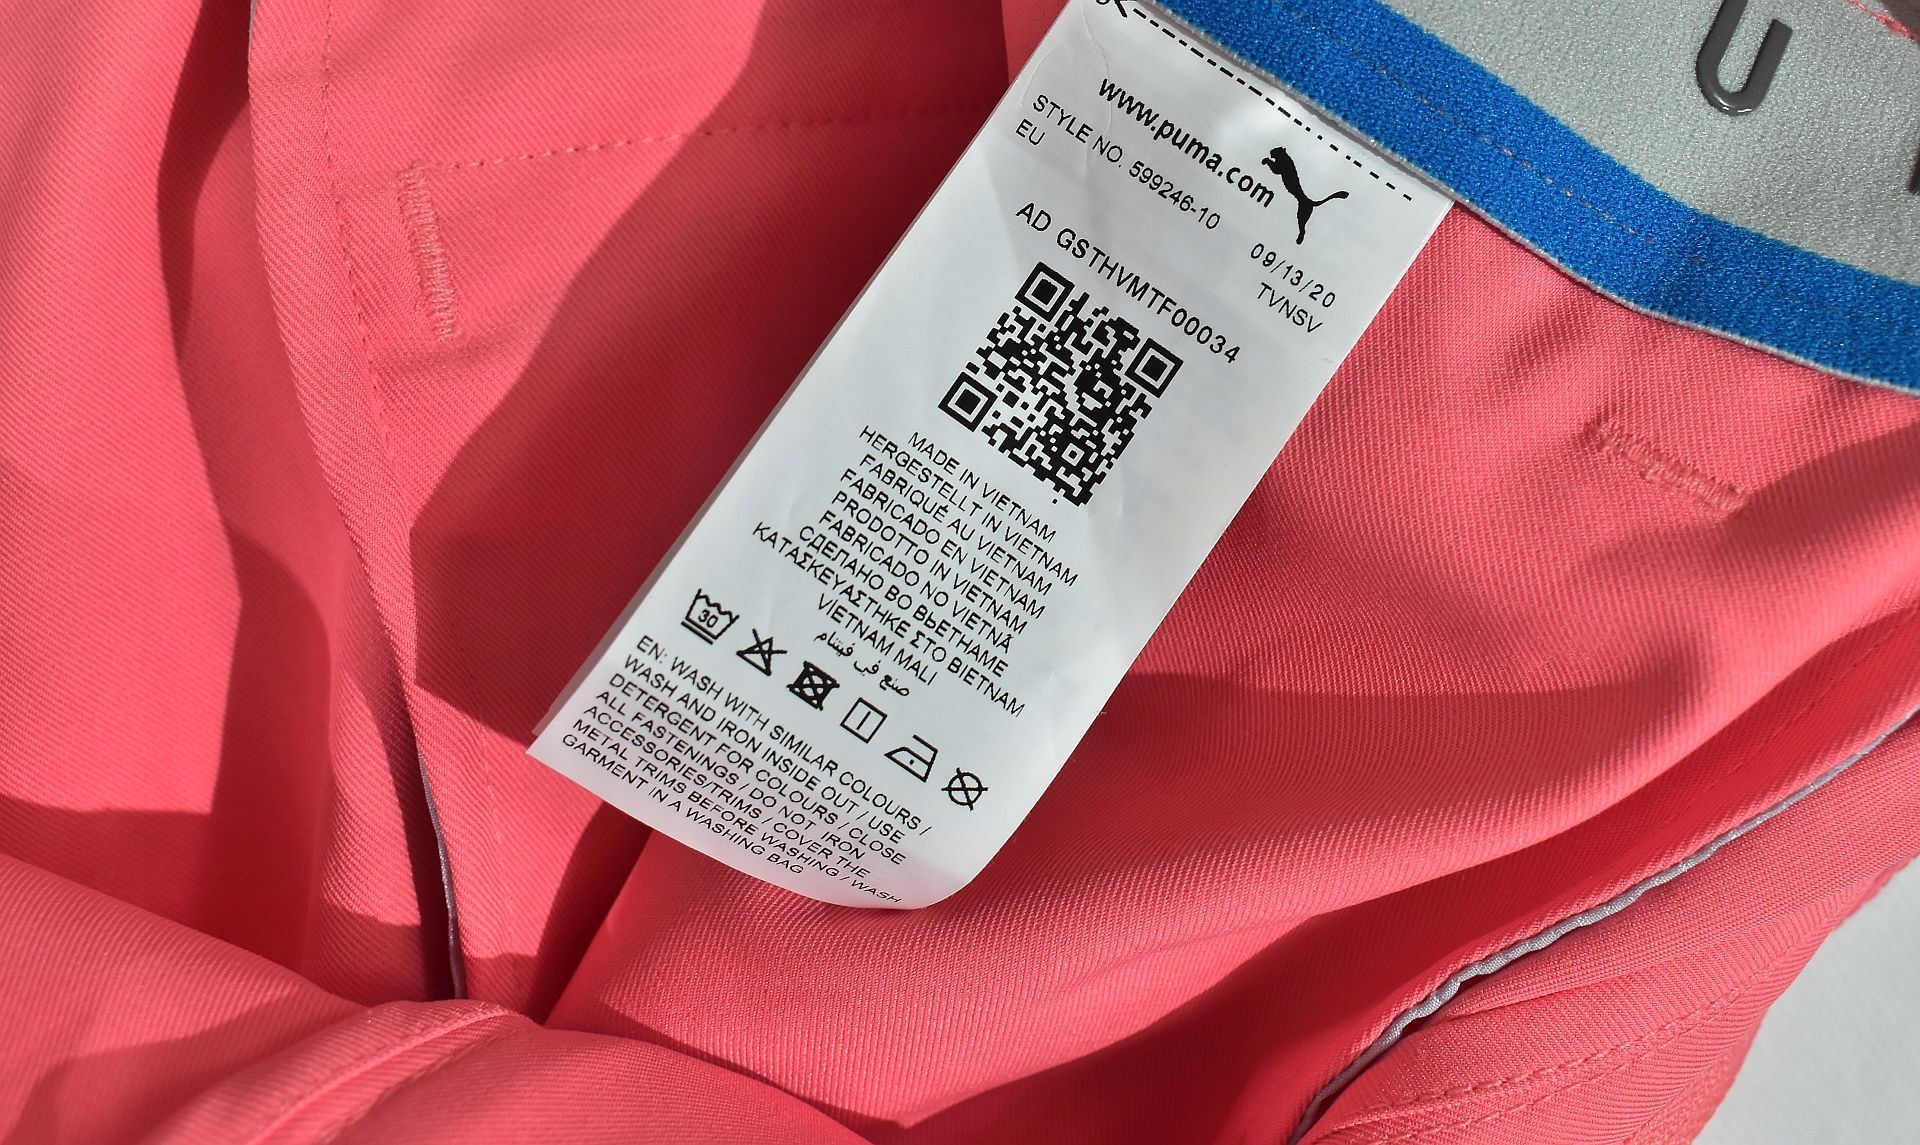 U
www.puma.com
STYLE NO. 599246-10 09/13/20
EU TVNSV
AD GSTHVMTF00034
MADE IN VIETNAM
HERGESTELLT IN VIETNAM
FABRIQUÉ AU VIETNAM
FABRICADO EN VIETNAM
PRODOTTO IN VIETNAM
FABRICADO NO VIETNÃ
СДЕЛАНО ВО ВЬЕТНАМЕ
ΚΑΤΑΣΚΕΥΑΣΤΗΚΕ ΣΤΟ ΒΙΕΤΝΑΜ
VİETNAM MALI
صنع في فيتنام
30
EN: WASH WITH SIMILAR COLOURS /
WASH AND IRON INSIDE OUT / USE
DETERGENT FOR COLOURS / CLOSE
ALL FASTENINGS / DO NOT IRON
ACCESSORIES/TRIMS / COVER THE
METAL TRIMS BEFORE WASHING / WASH
GARMENT IN A WASHING BAG